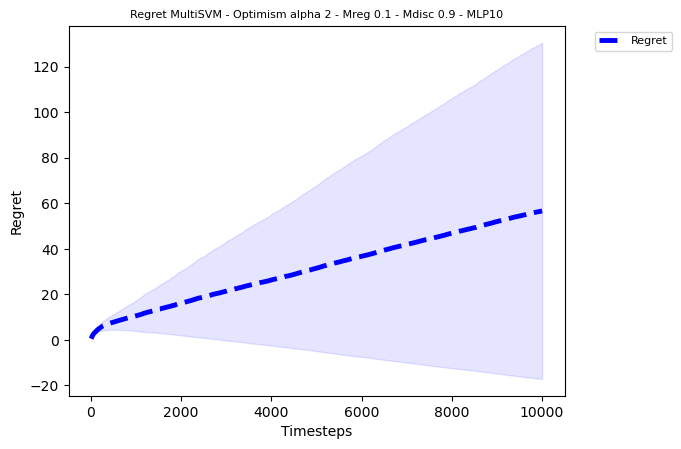 Regret MultiSVM - Optimism alpha 2 - Mreg 0.1 - Mdisc 0.9 - MLP10
Regret
120
100
80
60
40
20
0
−20
Regret
0 2000 4000 6000 8000 10000
Timesteps